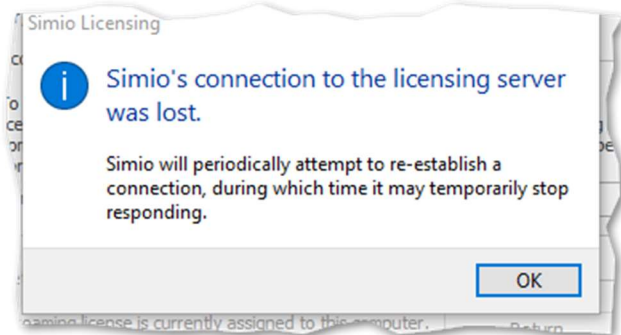 Simio Licensing
Simio's connection to the licensing server
was lost.
Simio will periodically attempt to re-establish a
connection, during which time it may temporarily stop
responding.
OK
license is currently assigned to this computer.
Return